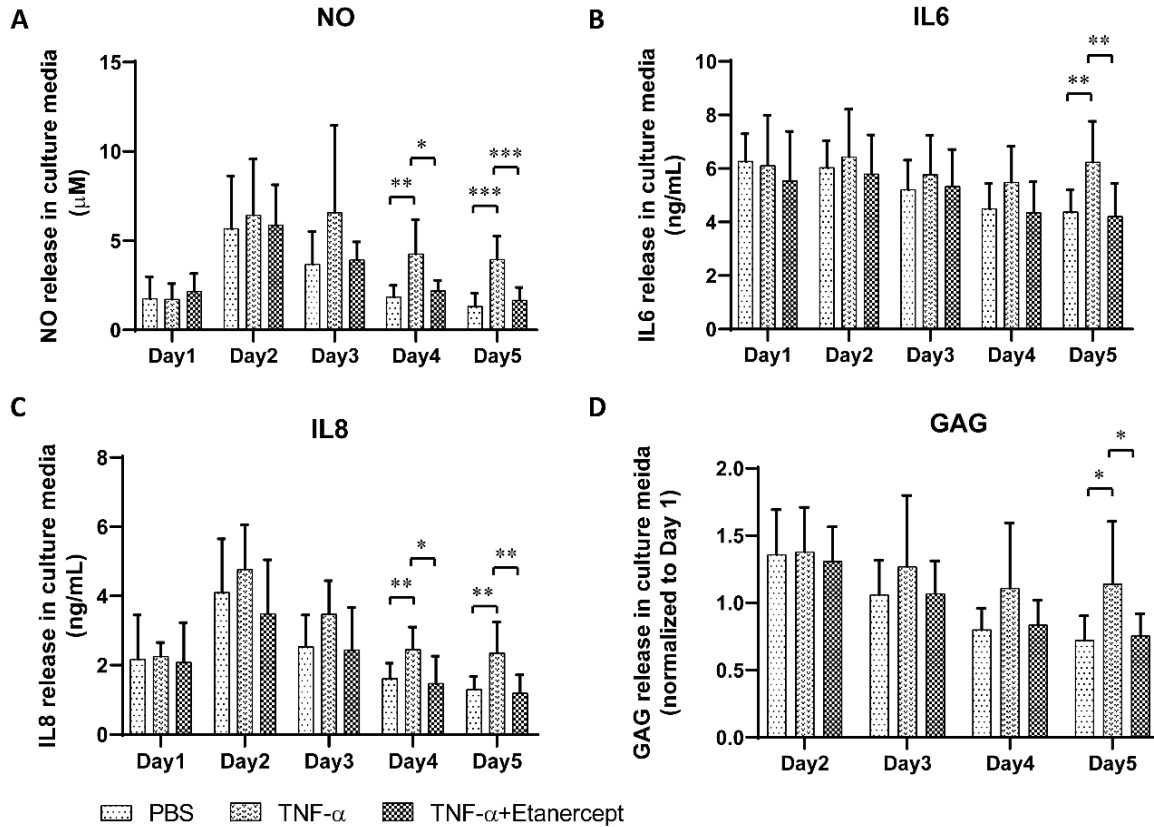 A
NO
NO release in culture media
(μM)
15
10
5
0
** * *** ***
Day1 Day2 Day3 Day4 Day5
B
IL6
IL6 release in culture media
(ng/mL)
10
8
6
4
2
0
** **
Day1 Day2 Day3 Day4 Day5
C
IL8
IL8 release in culture media
(ng/mL)
8
6
4
2
0
** * ** **
Day1 Day2 Day3 Day4 Day5
D
GAG
GAG release in culture meida
(normalized to Day 1)
2.0
1.5
1.0
0.5
0.0
* *
Day2 Day3 Day4 Day5
PBS TNF-α TNF-α+Etanercept